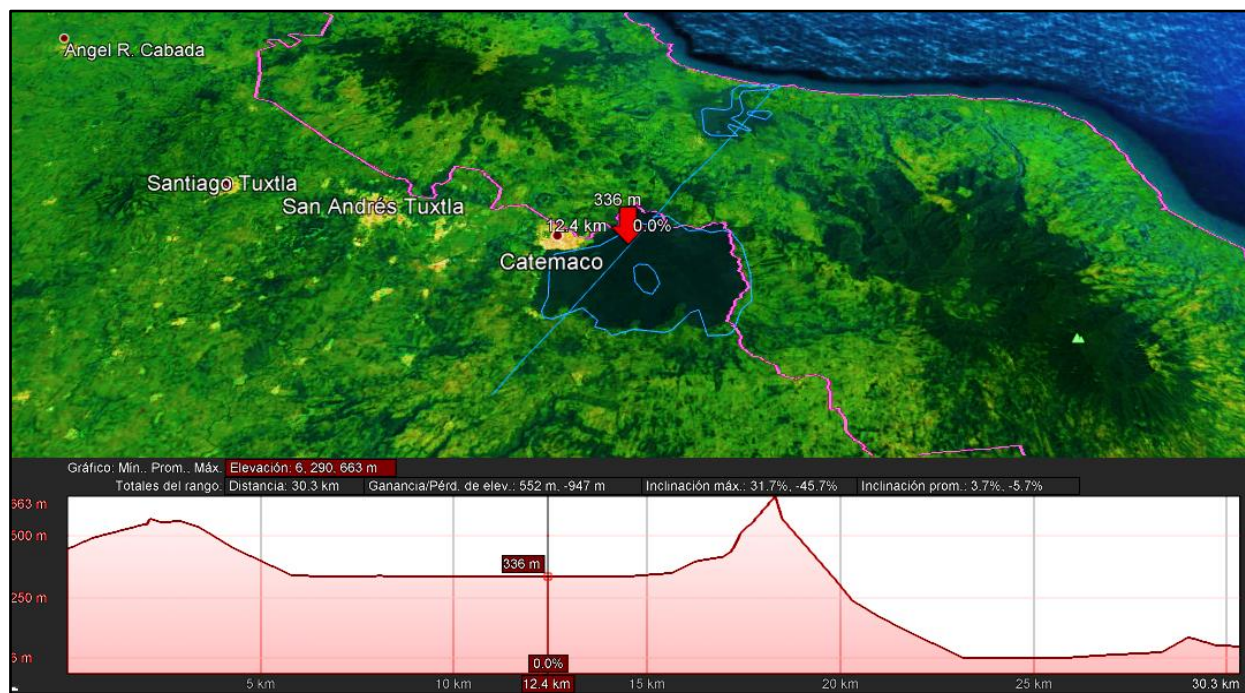 Angel R. Cabada
Santiago Tuxtla
San Andrés Tuxtla
336 m
12.4 km 0.0%
Catemaco
Gráfico: Mín.. Prom.. Máx. Elevación: 6, 290. 663 m
Totales del rango: Distancia: 30.3 km Ganancia/Pérd. de elev.: 552 m. -947 m Inclinación máx.: 31.7%, -45.7% Inclinación prom.: 3.7%, -5.7%
663 m
500 m
336 m
250 m
6 m
0.0%
5 km 10 km 12.4 km 15 km 20 km 25 km 30.3 km